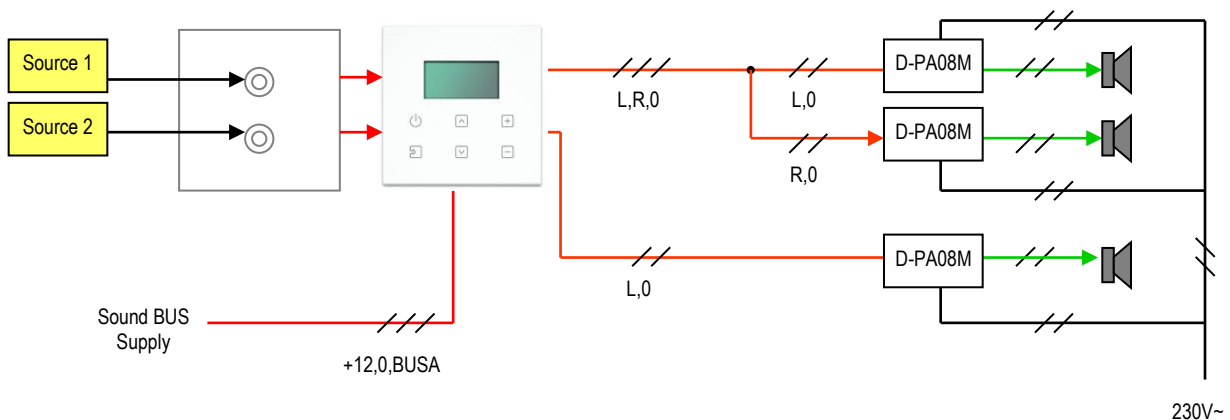 Source 1
Source 2
L,R,0
L,0
D-PA08M
R,0
D-PA08M
L,0
D-PA08M
Sound BUS
Supply
+12,0,BUSA
230V~